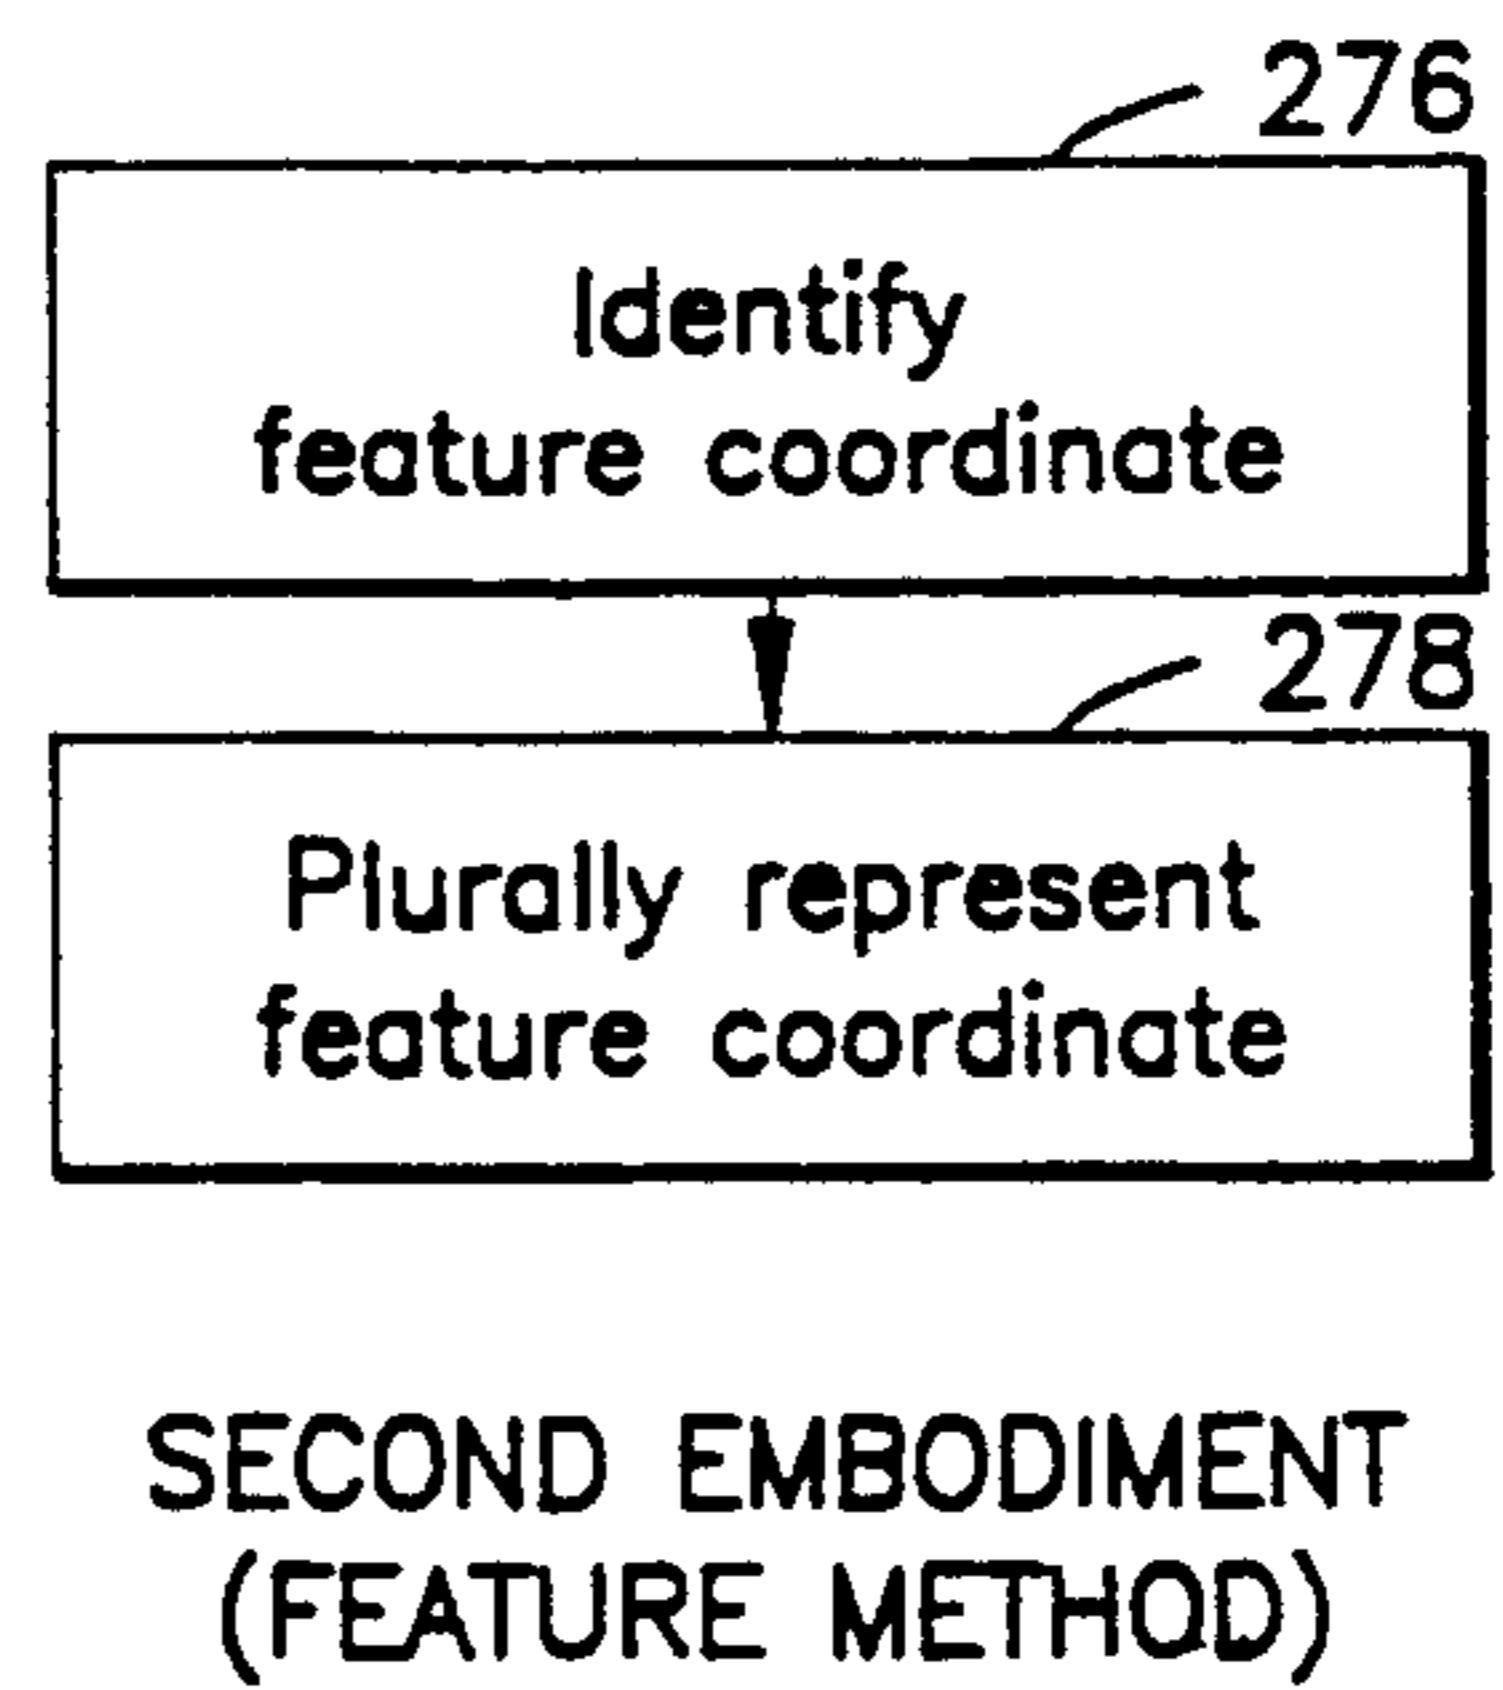 276
Identify
feature coordinate
278
Plurally represent
feature coordinate
SECOND EMBODIMENT
(FEATURE METHOD)